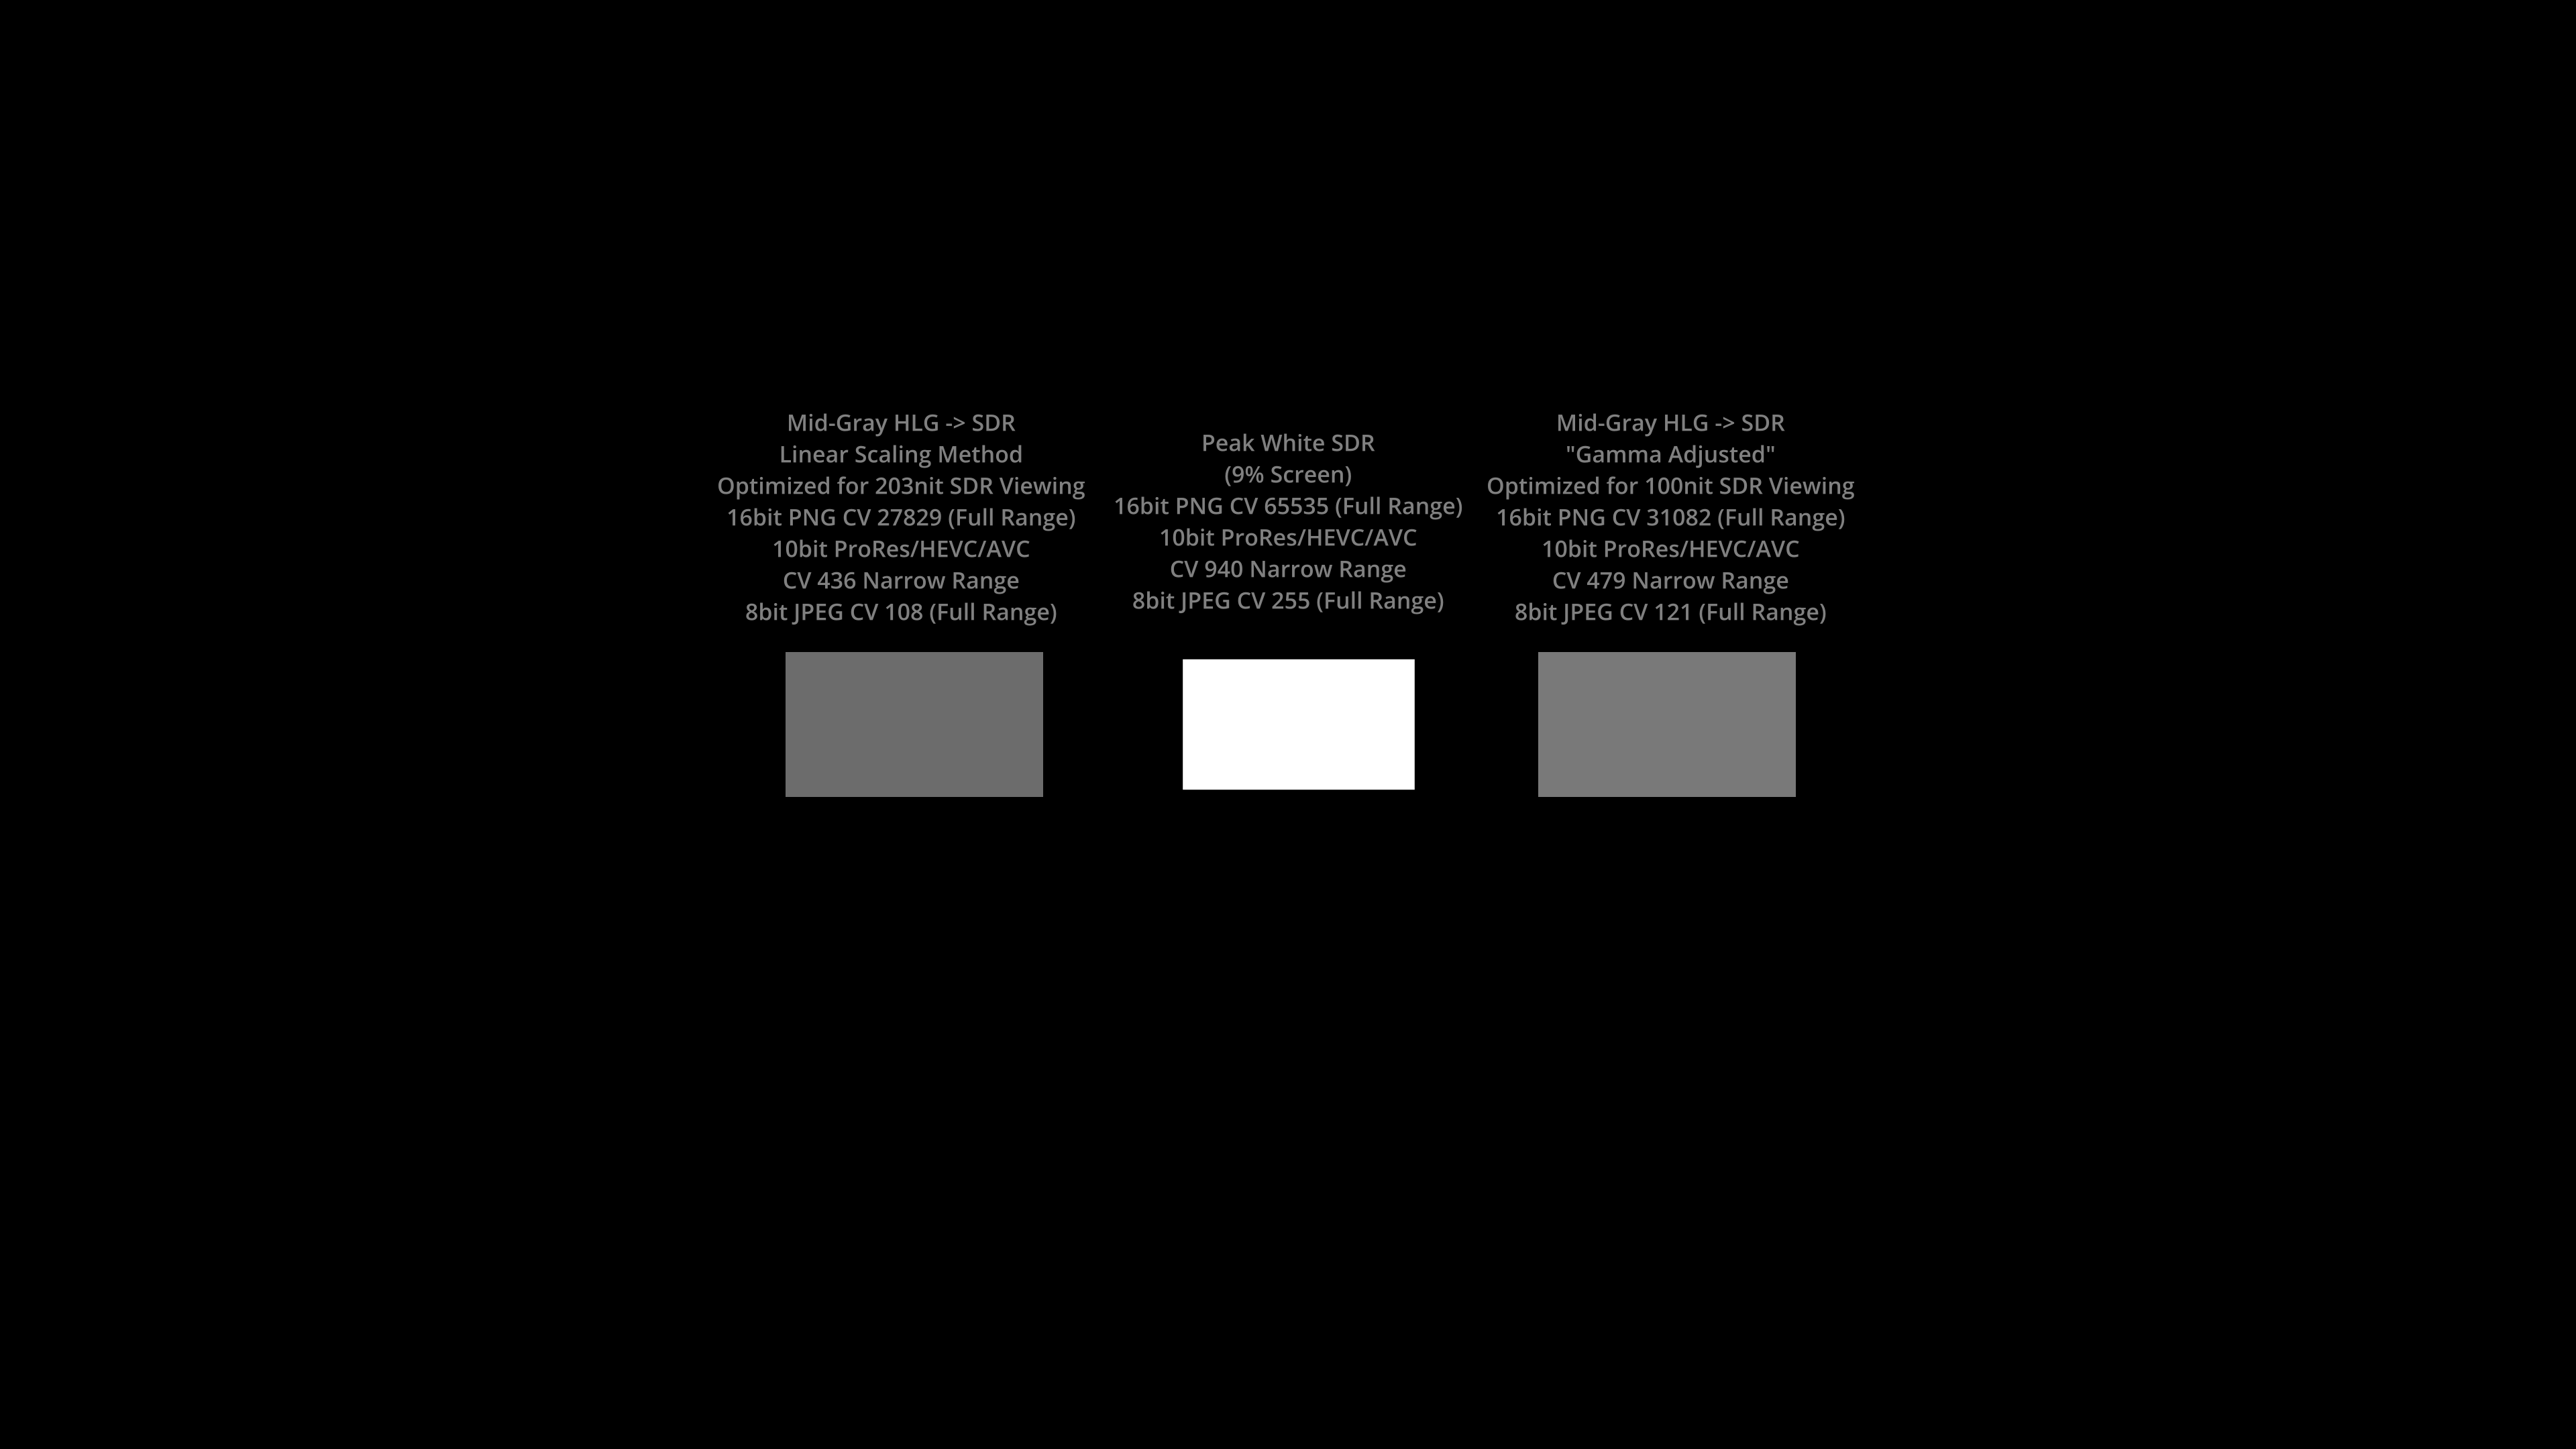 Mid-Gray HLG -> SDR
Linear Scaling Method
Optimized for 203nit SDR Viewing
16bit PNG CV 27829 (Full Range)
10bit ProRes/HEVC/AVC
CV 436 Narrow Range
8bit JPEG CV 108 (Full Range)
Peak White SDR
(9% Screen)
16bit PNG CV 65535 (Full Range)
10bit ProRes/HEVC/AVC
CV 940 Narrow Range
8bit JPEG CV 255 (Full Range)
Mid-Gray HLG -> SDR
"Gamma Adjusted"
Optimized for 100nit SDR Viewing
16bit PNG CV 31082 (Full Range)
10bit ProRes/HEVC/AVC
CV 479 Narrow Range
8bit JPEG CV 121 (Full Range)